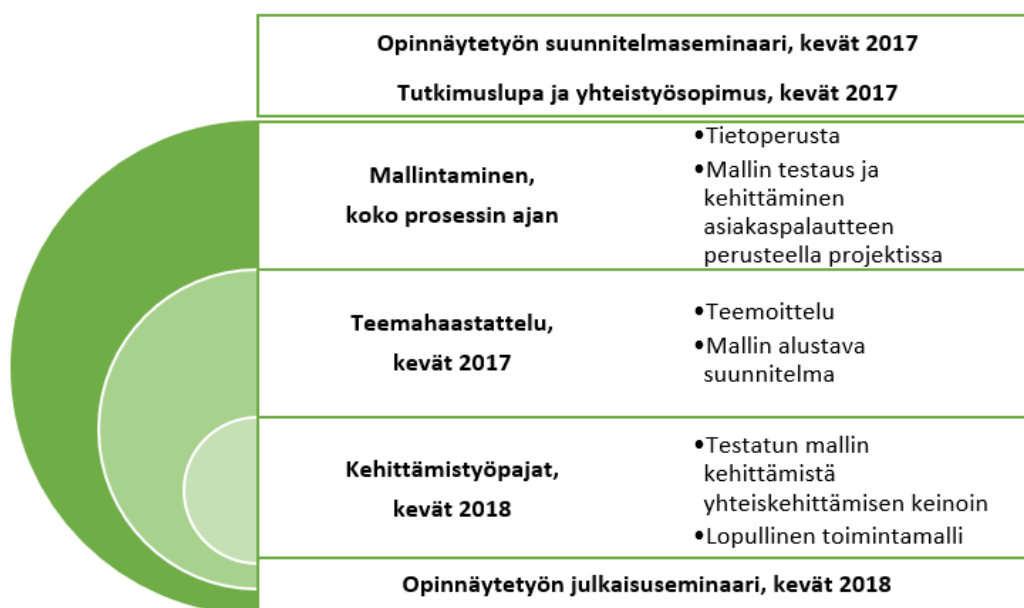 Opinnäytetyön suunnitelmaseminaari, kevät 2017
Tutkimuslupa ja yhteistyösopimus, kevät 2017
Mallintaminen,
koko prosessin ajan
•Tietoperusta
•Mallin testaus ja
kehittäminen
asiakaspalautteen
perusteella projektissa
Teemahaastattelu,
kevät 2017
•Teemoittelu
•Mallin alustava
suunnitelma
Kehittämistyöpajat,
kevät 2018
•Testatun mallin
kehittämistä
yhteiskehittämisen keinoin
•Lopullinen toimintamalli
Opinnäytetyön julkaisuseminaari, kevät 2018